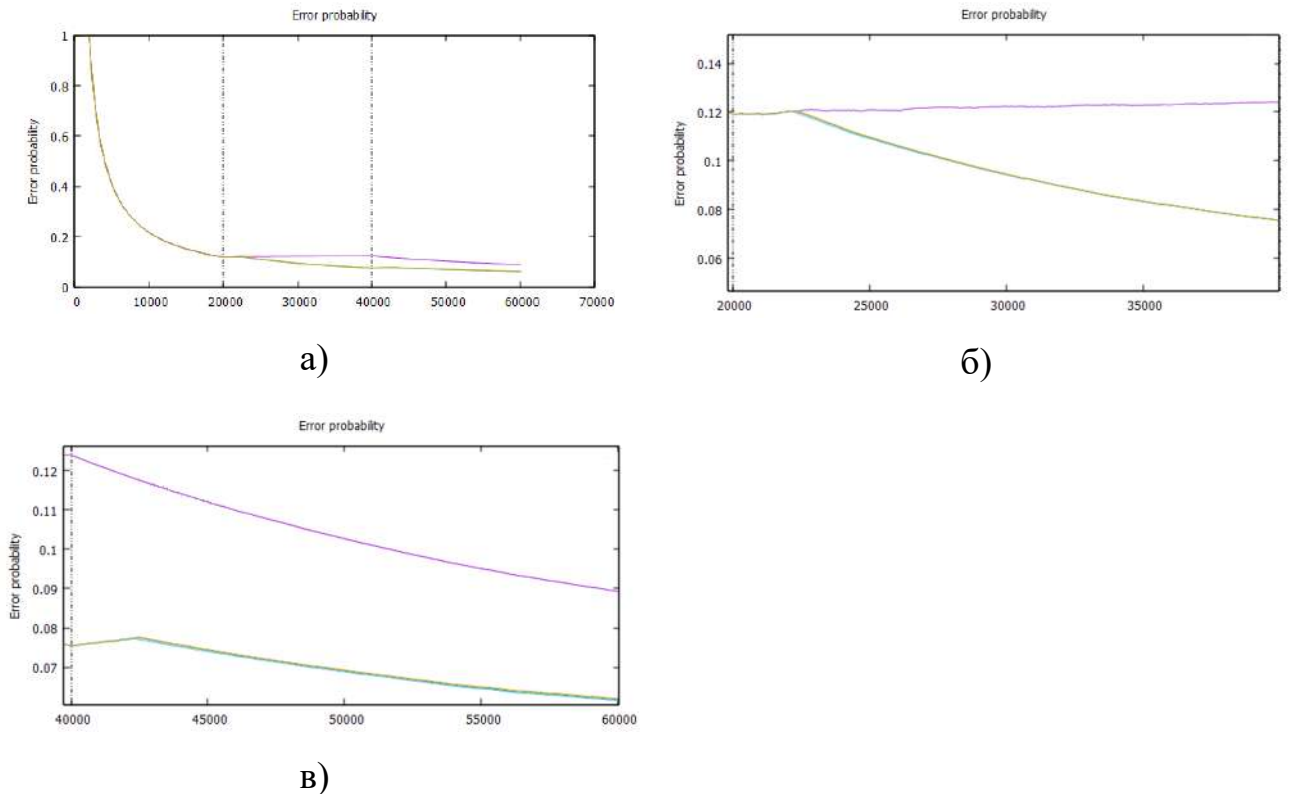 Error probability
Error probability
1
0.8
0.6
0.4
0.2
0
0 10000 20000 30000 40000 50000 60000 70000
а)
Error probability
Error probability
0.14
0.12
0.1
0.08
0.06
20000 25000 30000 35000
б)
Error probability
Error probability
0.12
0.11
0.1
0.09
0.08
0.07
40000 45000 50000 55000 60000
в)